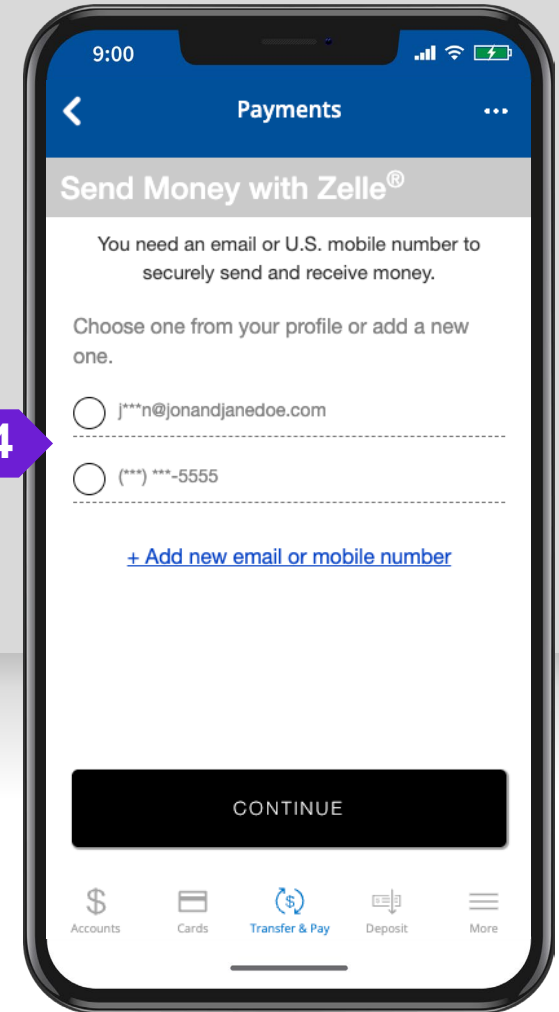 9:00
Payments
Send Money with Zelle®
You need an email or U.S. mobile number to
securely send and receive money.
Choose one from your profile or add a new
one.
j***n@jonandjanedoe.com
4
(***) ***-5555
+ Add new email or mobile number
CONTINUE
$
Accounts Cards Transfer & Pay Deposit More